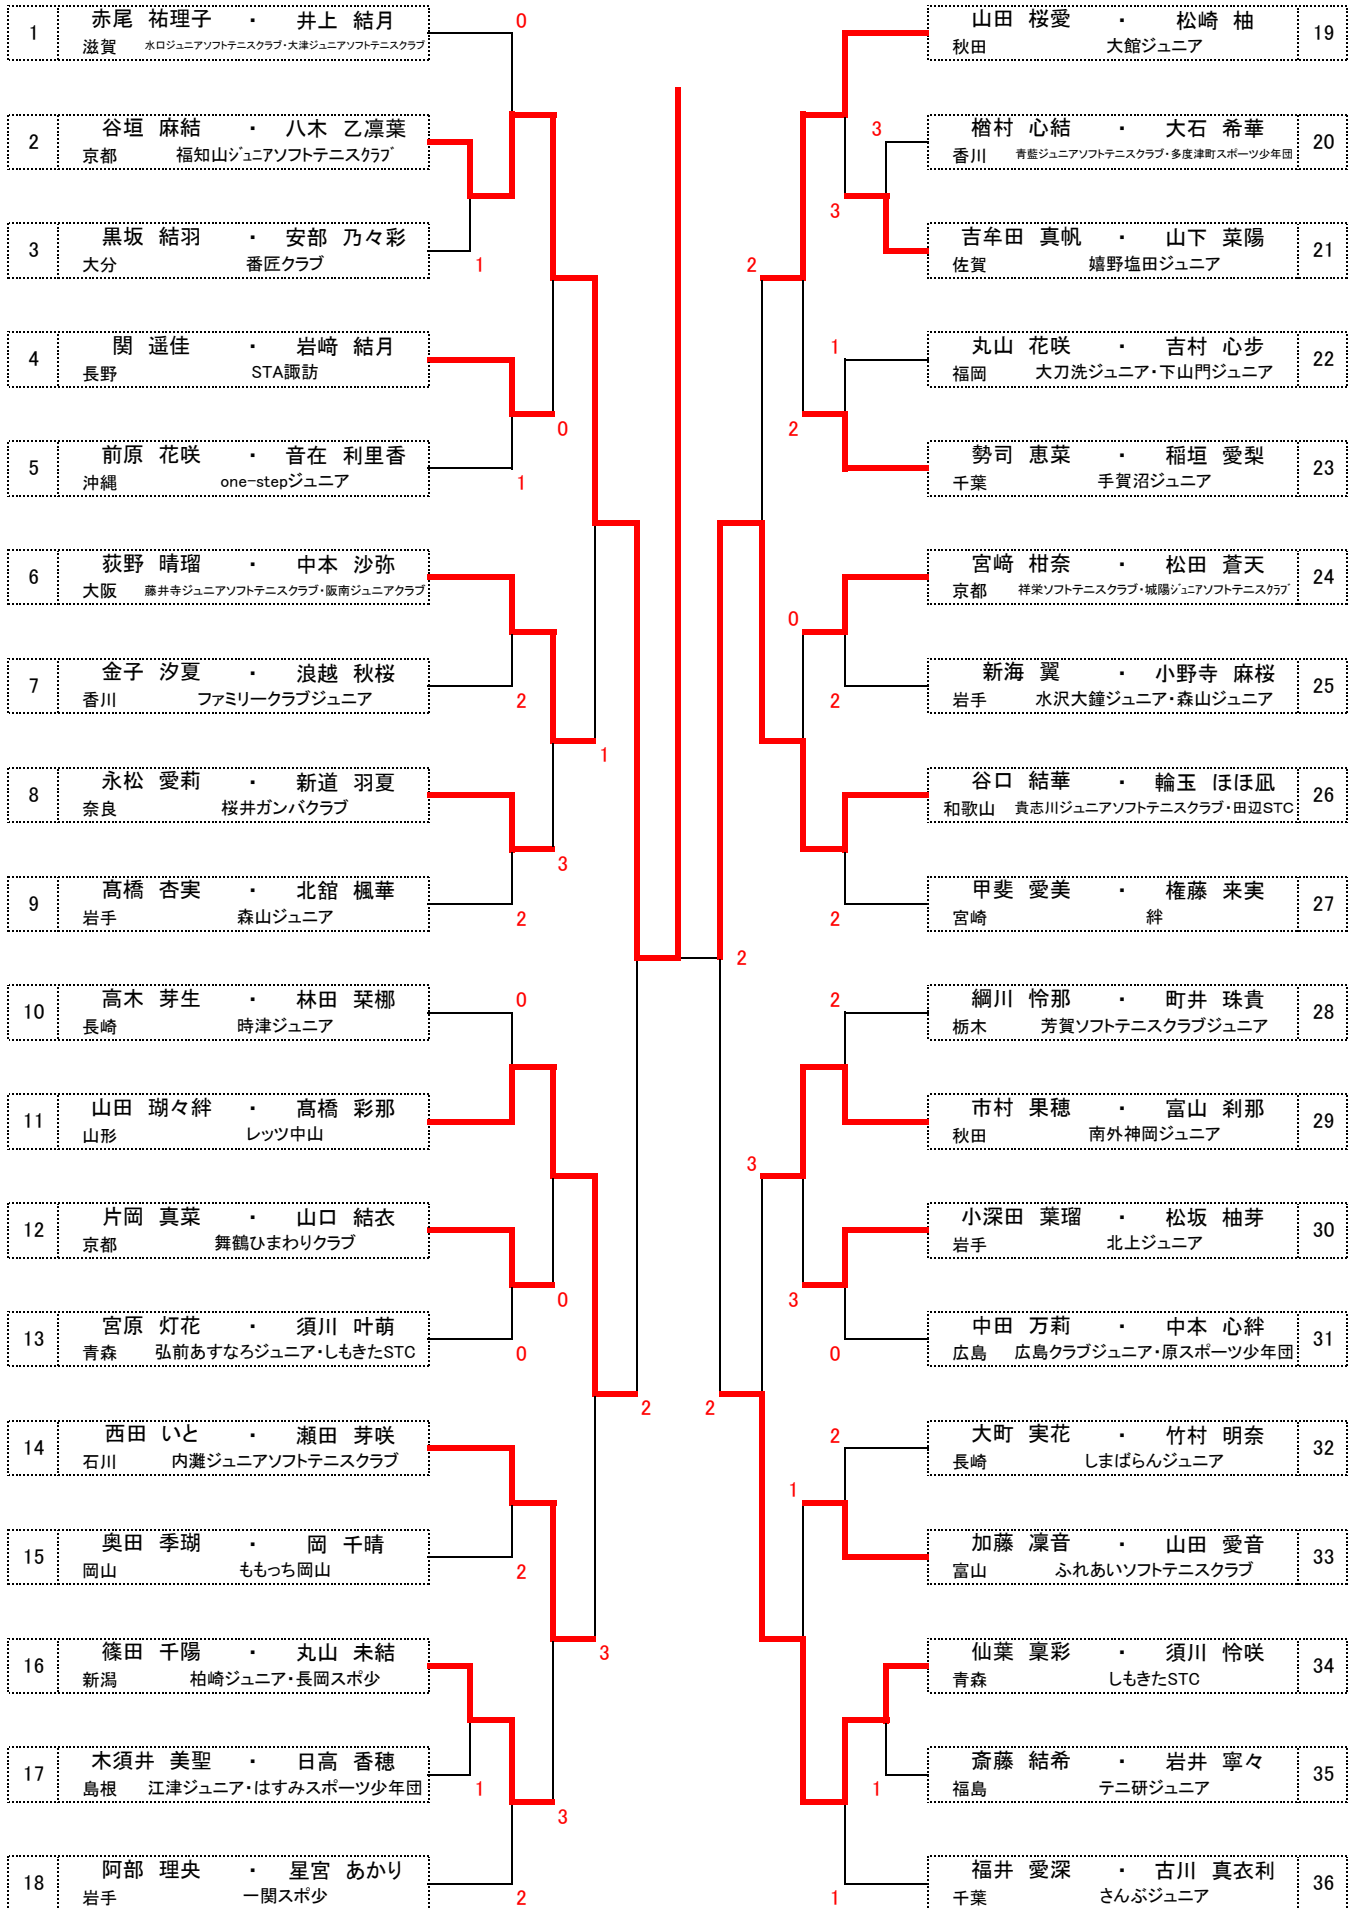 1 赤尾 祐理子 ・ 井上 結月
滋賀 水口ジュニアソフトテニスクラブ・大津ジュニアソフトテニスクラブ
0
2 谷垣 麻結 ・ 八木 乙凛葉
京都 福知山ジュニアソフトテニスクラブ
3 黒坂 結羽 ・ 安部 乃々彩
大分 番匠クラブ
1
4 関 遥佳 ・ 岩﨑 結月
長野 STA諏訪
0
5 前原 花咲 ・ 音在 利里香
沖縄 one-stepジュニア
1
6 荻野 晴瑠 ・ 中本 沙弥
大阪 藤井寺ジュニアソフトテニスクラブ・阪南ジュニアクラブ
7 金子 汐夏 ・ 浪越 秋桜
香川 ファミリークラブジュニア
2
1
8 永松 愛莉 ・ 新道 羽夏
奈良 桜井ガンバクラブ
3
9 髙橋 杏実 ・ 北舘 楓華
岩手 森山ジュニア
2
10 高木 芽生 ・ 林田 栞梛
長崎 時津ジュニア
0
11 山田 瑚々絆 ・ 髙橋 彩那
山形 レッツ中山
12 片岡 真菜 ・ 山口 結衣
京都 舞鶴ひまわりクラブ
0
13 宮原 灯花 ・ 須川 叶萌
青森 弘前あすなろジュニア・しもきたSTC
0
2
14 西田 いと ・ 瀬田 芽咲
石川 内灘ジュニアソフトテニスクラブ
15 奥田 季瑚 ・ 岡 千晴
岡山 ももっち岡山
2
16 篠田 千陽 ・ 丸山 未結
新潟 柏崎ジュニア・長岡スポ少
3
17 木須井 美聖 ・ 日高 香穂
島根 江津ジュニア・はすみスポーツ少年団
1
3
18 阿部 理央 ・ 星宮 あかり
岩手 一関スポ少
2
山田 桜愛 ・ 松崎 柚 19
秋田 大館ジュニア
3
楢村 心結 ・ 大石 希華 20
香川 青藍ジュニアソフトテニスクラブ・多度津町スポーツ少年団
3
吉牟田 真帆 ・ 山下 菜陽 21
佐賀 嬉野塩田ジュニア
2
1
丸山 花咲 ・ 吉村 心歩 22
福岡 大刀洗ジュニア・下山門ジュニア
2
勢司 恵菜 ・ 稲垣 愛梨 23
千葉 手賀沼ジュニア
宮﨑 柑奈 ・ 松田 蒼天 24
京都 祥栄ソフトテニスクラブ・城陽ジュニアソフトテニスクラブ
0
新海 翼 ・ 小野寺 麻桜 25
岩手 水沢大鐘ジュニア・森山ジュニア
2
谷口 結華 ・ 輪玉 ほほ凪 26
和歌山 貴志川ジュニアソフトテニスクラブ・田辺STC
甲斐 愛美 ・ 権藤 来実 27
宮崎 絆
2
2
2
綱川 怜那 ・ 町井 珠貴 28
栃木 芳賀ソフトテニスクラブジュニア
市村 果穂 ・ 富山 刹那 29
秋田 南外神岡ジュニア
3
小深田 葉瑠 ・ 松坂 柚芽 30
岩手 北上ジュニア
3
中田 万莉 ・ 中本 心絆 31
広島 広島クラブジュニア・原スポーツ少年団
0
2
2
大町 実花 ・ 竹村 明奈 32
長崎 しまばらんジュニア
1
加藤 凜音 ・ 山田 愛音 33
富山 ふれあいソフトテニスクラブ
仙葉 稟彩 ・ 須川 怜咲 34
青森 しもきたSTC
斎藤 結希 ・ 岩井 寧々 35
福島 テニ研ジュニア
1
福井 愛深 ・ 古川 真衣利 36
千葉 さんぶジュニア
1